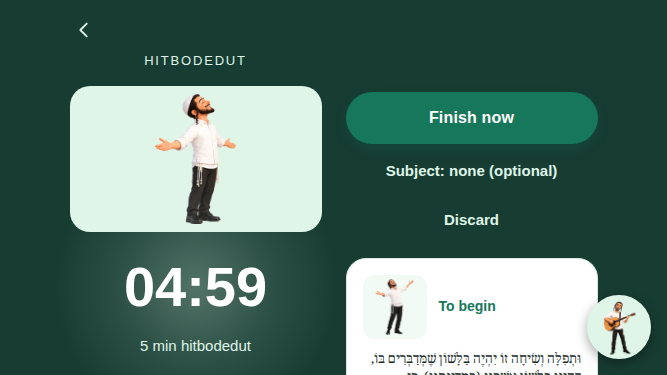 HITBODEDUT
04:59
5 min hitbodedut
Finish now
Subject: none (optional)
Discard
To begin
וּתְפִלָּה וְשִׂיחָה זוֹ יִהְיֶה בַּלָּשׁוֹן שֶׁמְּדַבְּרִים בּוֹ,